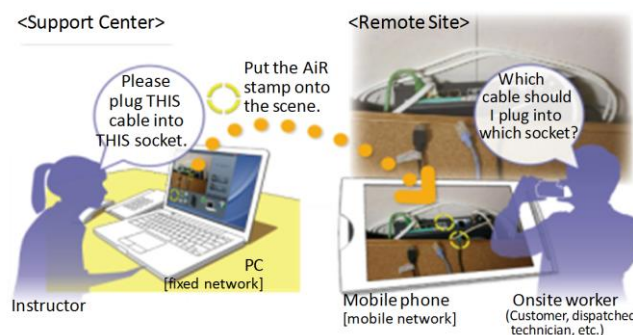 <Support Center>
<Remote Site>
Please
plug THIS
cable into
THIS socket.
Put the AiR
stamp onto
the scene.
Which
cable should
I plug into
which socket?
PC
[fixed network]
Instructor
Mobile phone
[mobile network]
Onsite worker
(Customer, dispatched
technician, etc.)